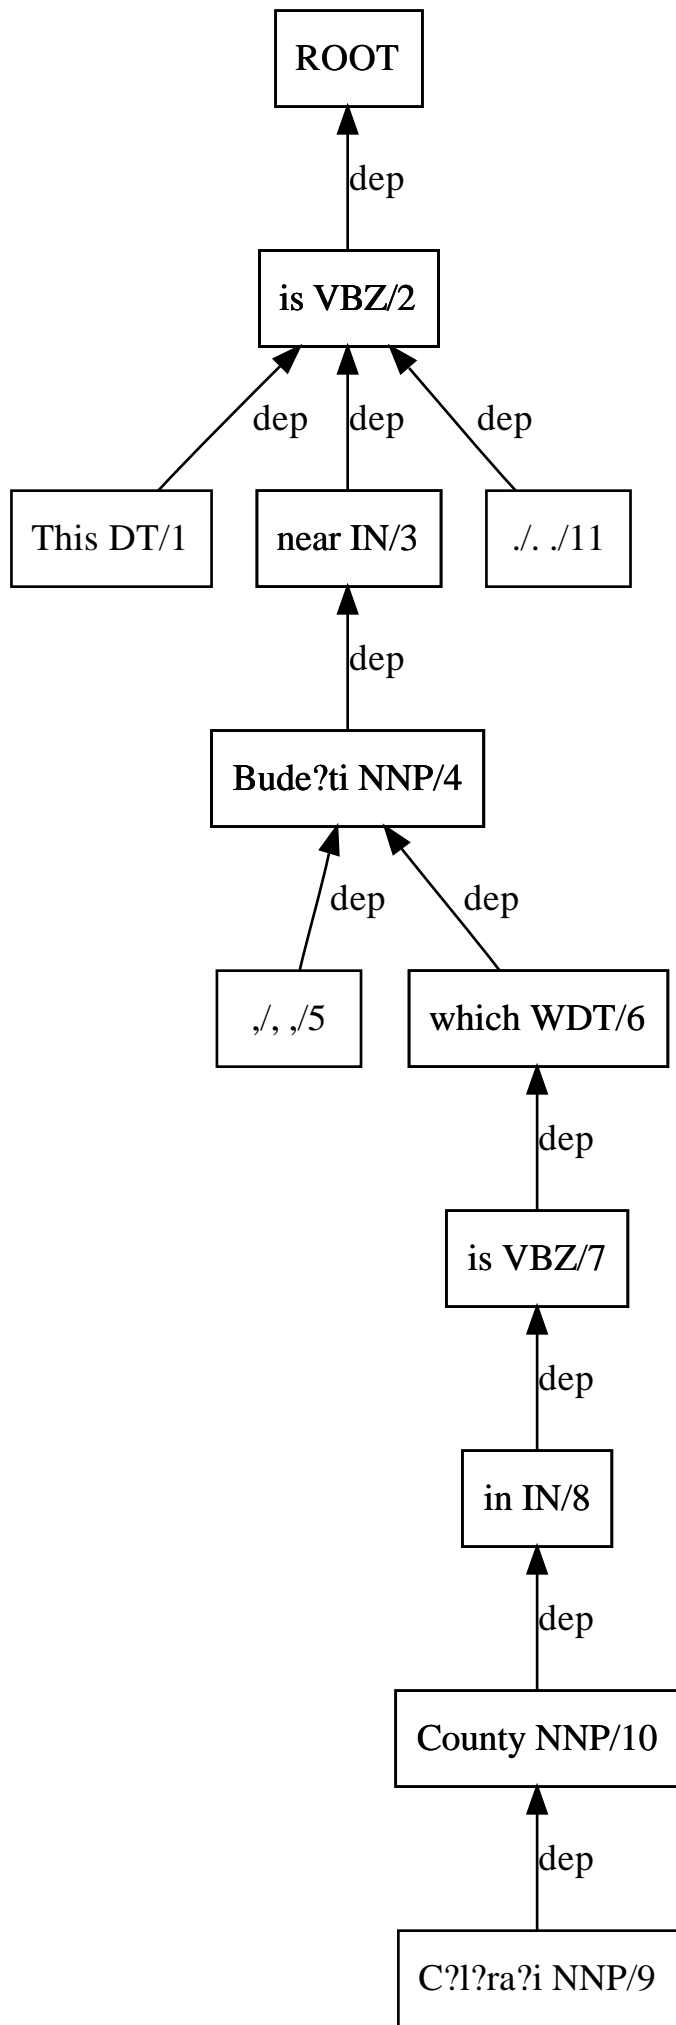 ROOT
dep
is VBZ/2
dep dep dep
This DT/1 near IN/3 ./. ./11
dep
Bude?ti NNP/4
dep dep
,/, ,/5 which WDT/6
dep
is VBZ/7
dep
in IN/8
dep
County NNP/10
dep
C?l?ra?i NNP/9